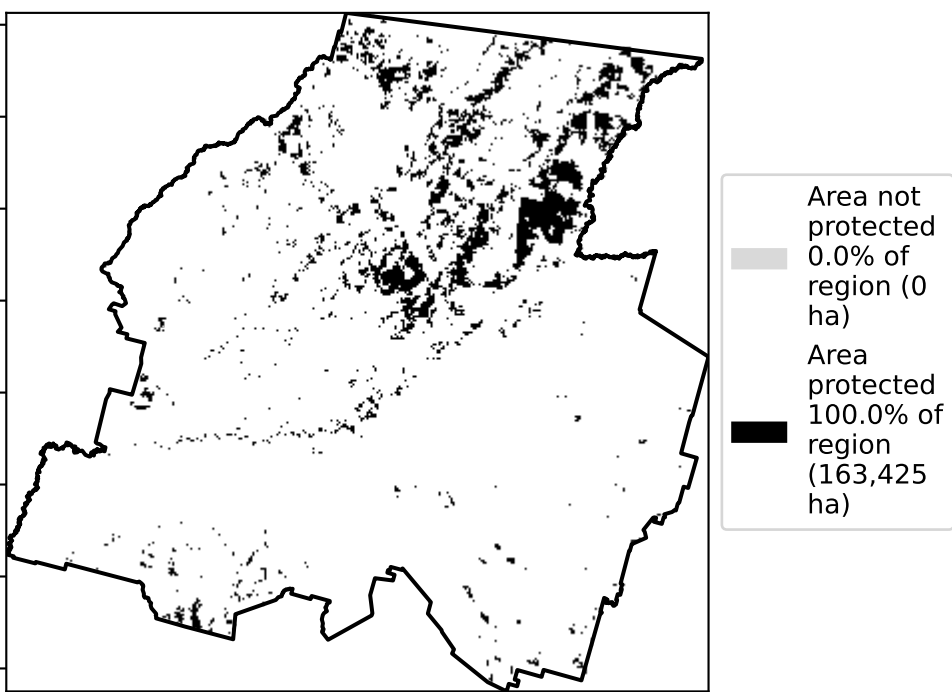 Area not
protected
0.0% of
region (0
ha)
Area
protected
100.0% of
region
(163,425
ha)